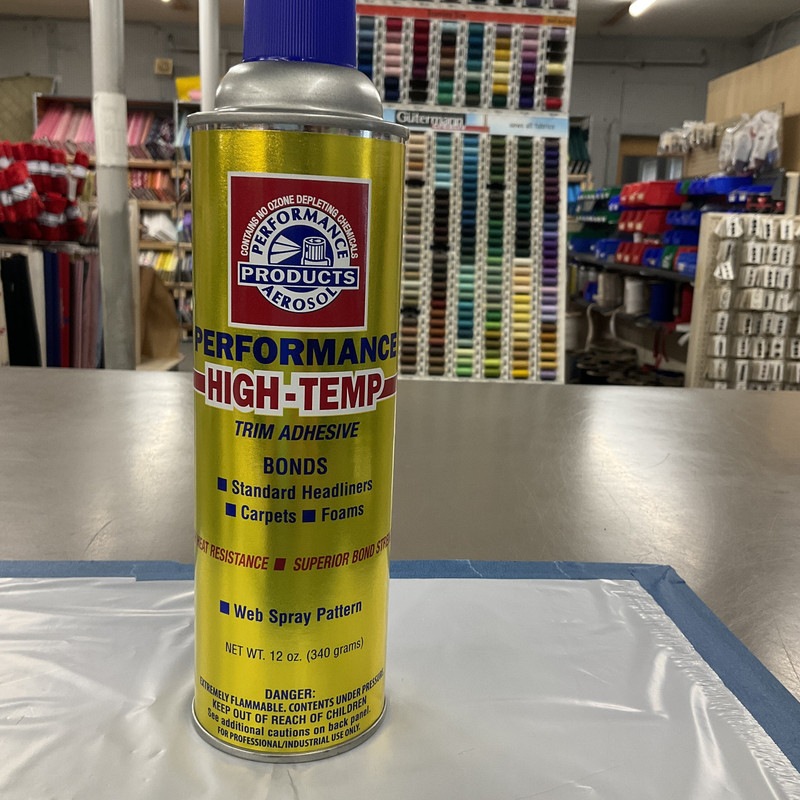 Gütermann
CONTAINS NO OZONE DEPLETING CHEMICALS
PERFORMANCE
PRODUCTS
AEROSOL
PERFORMANCE
HIGH-TEMP
TRIM ADHESIVE
BONDS
■ Standard Headliners
■ Carpets ■ Foams
HEAT RESISTANCE ■ SUPERIOR BOND
■ Web Spray Pattern
NET WT. 12 oz. (340 grams)
DANGER:
EXTREMELY FLAMMABLE. CONTENTS UNDER PRESSURE.
KEEP OUT OF REACH OF CHILDREN
See additional cautions on back panel.
FOR PROFESSIONAL/INDUSTRIAL USE ONLY.